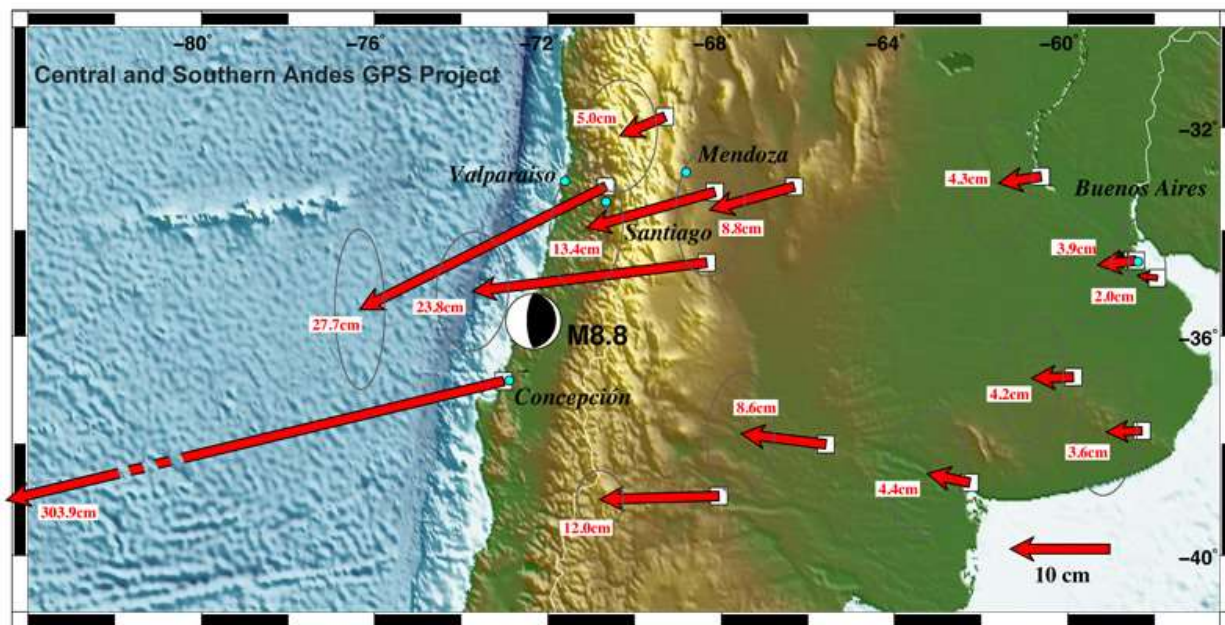 −80 −76 −72 −68 −64 −60
Central and Southern Andes GPS Project
5.0cm
−32
Mendoza
Valparaiso
4.3cm
Buenos Aires
Santiago
8.8cm
13.4cm
3.9cm
2.0cm
23.8cm
27.7cm
M8.8
−36
Concepción
4.2cm
8.6cm
3.6cm
4.4cm
303.9cm
12.0cm
−40
10 cm